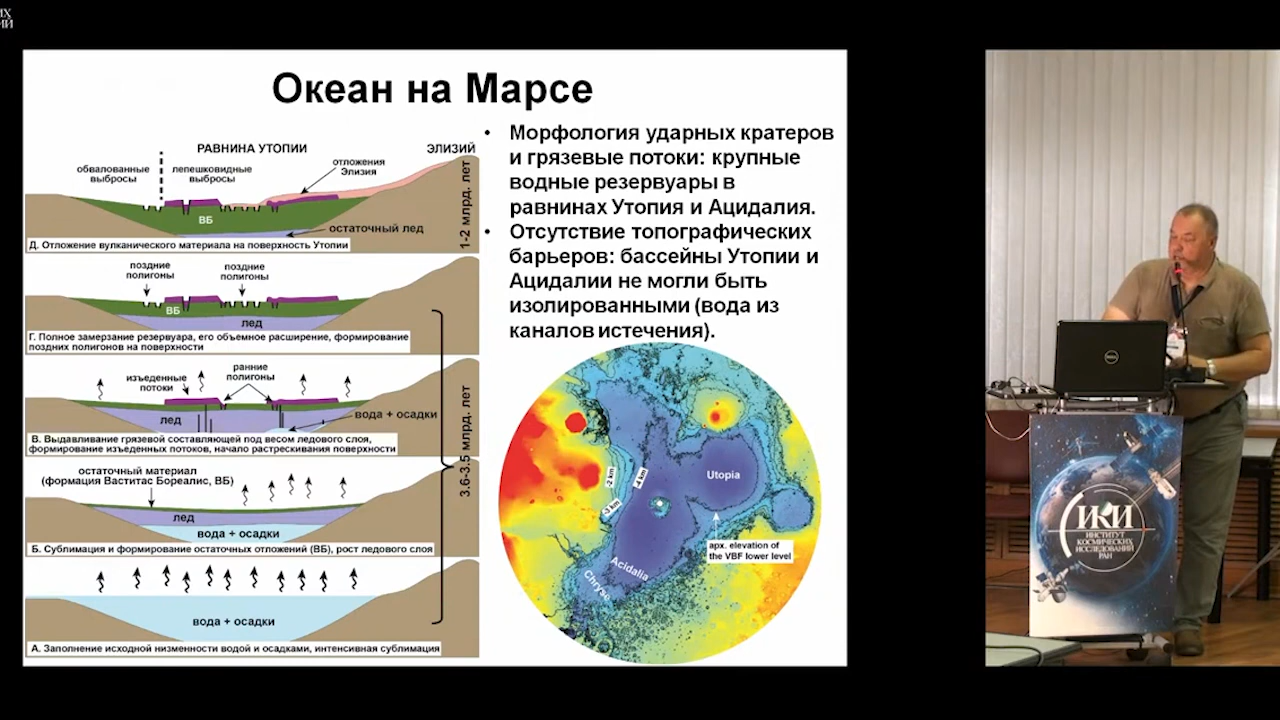 ИХ
ИИ
Океан на Марсе
РАВНИНА УТОПИИ
ЭЛИЗИЙ
обвалованные
выбросы
лепешковидные
выбросы
отложения
Элизия
ВБ
остаточный лед
Д. Отложение вулканического материала на поверхность Утопии
1-2 млрд. лет
поздние
полигоны
поздние
полигоны
ВБ
лед
Г. Полное замерзание резервуара, его объемное расширение, формирование
поздних полигонов на поверхности
изъеденные
потоки
ранние
полигоны
лед
вода + осадки
В. Выдавливание грязевой составляющей под весом ледового слоя,
формирование изъеденных потоков, начало растрескивания поверхности
3.6-3.5 млрд. лет
остаточный материал
(формация Васtитас Бореалис, ВБ)
лед
вода + осадки
Б. Сублимация и формирование остаточных отложений (ВБ), рост ледового слоя
вода + осадки
А. Заполнение исходной низменности водой и осадками, интенсивная сублимация
• Морфология ударных кратеров
и грязевые потоки: крупные
водные резервуары в
равнинах Утопия и Ацидалия.
• Отсутствие топографических
барьеров: бассейны Утопии и
Ацидалии не могли быть
изолированными (вода из
каналов истечения).
-2 km
-4 km
-3 km
Utopia
apx. elevation of
the VBF lower level
Acidalia
Chryse
DELL
ИКИ
ИНСТИТУТ
КОСМИЧЕСКИХ
ИССЛЕДОВАНИЙ
РАН